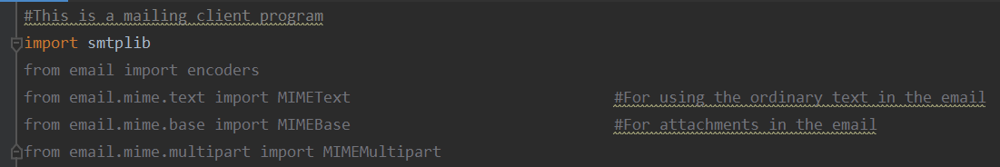 #This is a mailing client program
import smtplib
from email import encoders
from email.mime.text import MIMEText #For using the ordinary text in the email
from email.mime.base import MIMEBase #For attachments in the email
from email.mime.multipart import MIMEMultipart